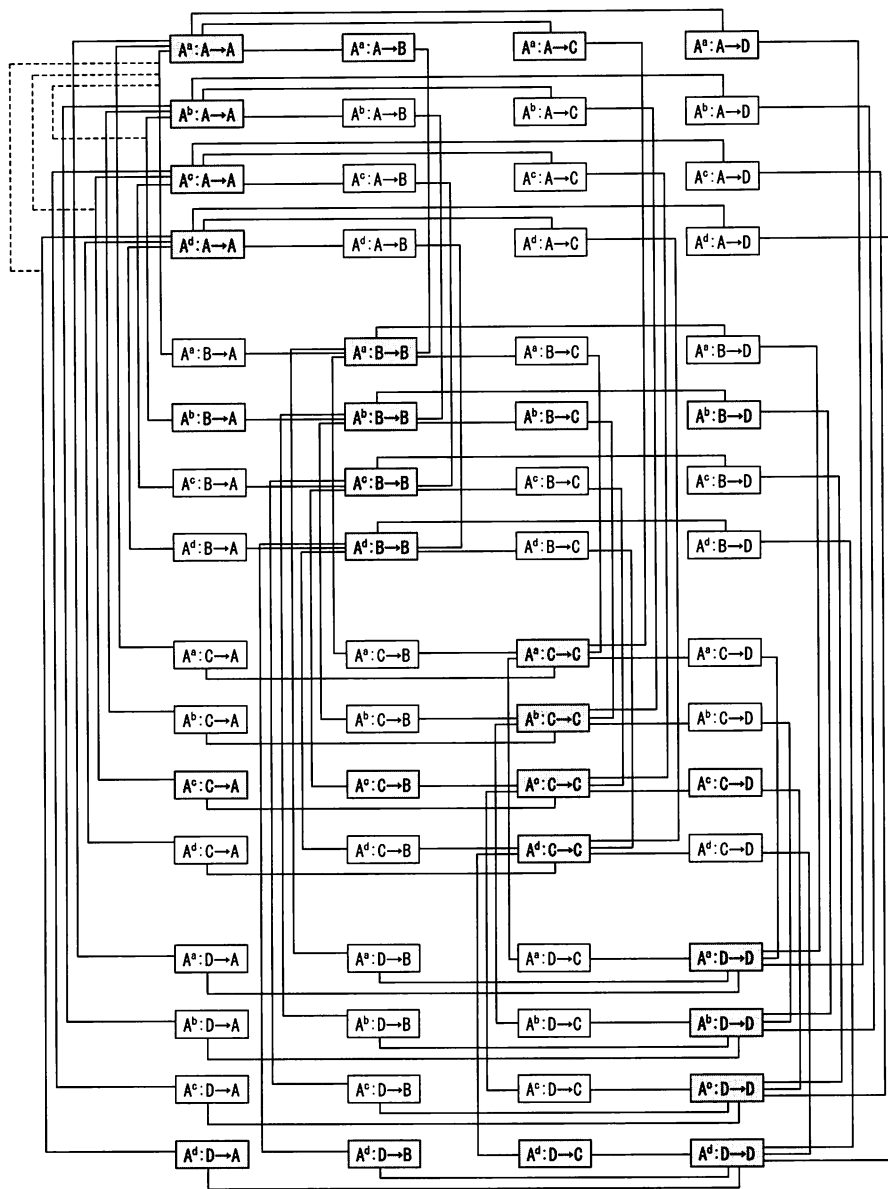 Aᵃ:A→A Aᵃ:A→B Aᵃ:A→C Aᵃ:A→D
Aᵇ:A→A Aᵇ:A→B Aᵇ:A→C Aᵇ:A→D
Aᶜ:A→A Aᶜ:A→B Aᶜ:A→C Aᶜ:A→D
Aᵈ:A→A Aᵈ:A→B Aᵈ:A→C Aᵈ:A→D
Aᵃ:B→A Aᵃ:B→B Aᵃ:B→C Aᵃ:B→D
Aᵇ:B→A Aᵇ:B→B Aᵇ:B→C Aᵇ:B→D
Aᶜ:B→A Aᶜ:B→B Aᶜ:B→C Aᶜ:B→D
Aᵈ:B→A Aᵈ:B→B Aᵈ:B→C Aᵈ:B→D
Aᵃ:C→A Aᵃ:C→B Aᵃ:C→C Aᵃ:C→D
Aᵇ:C→A Aᵇ:C→B Aᵇ:C→C Aᵇ:C→D
Aᶜ:C→A Aᶜ:C→B Aᶜ:C→C Aᶜ:C→D
Aᵈ:C→A Aᵈ:C→B Aᵈ:C→C Aᵈ:C→D
Aᵃ:D→A Aᵃ:D→B Aᵃ:D→C Aᵃ:D→D
Aᵇ:D→A Aᵇ:D→B Aᵇ:D→C Aᵇ:D→D
Aᶜ:D→A Aᶜ:D→B Aᶜ:D→C Aᶜ:D→D
Aᵈ:D→A Aᵈ:D→B Aᵈ:D→C Aᵈ:D→D